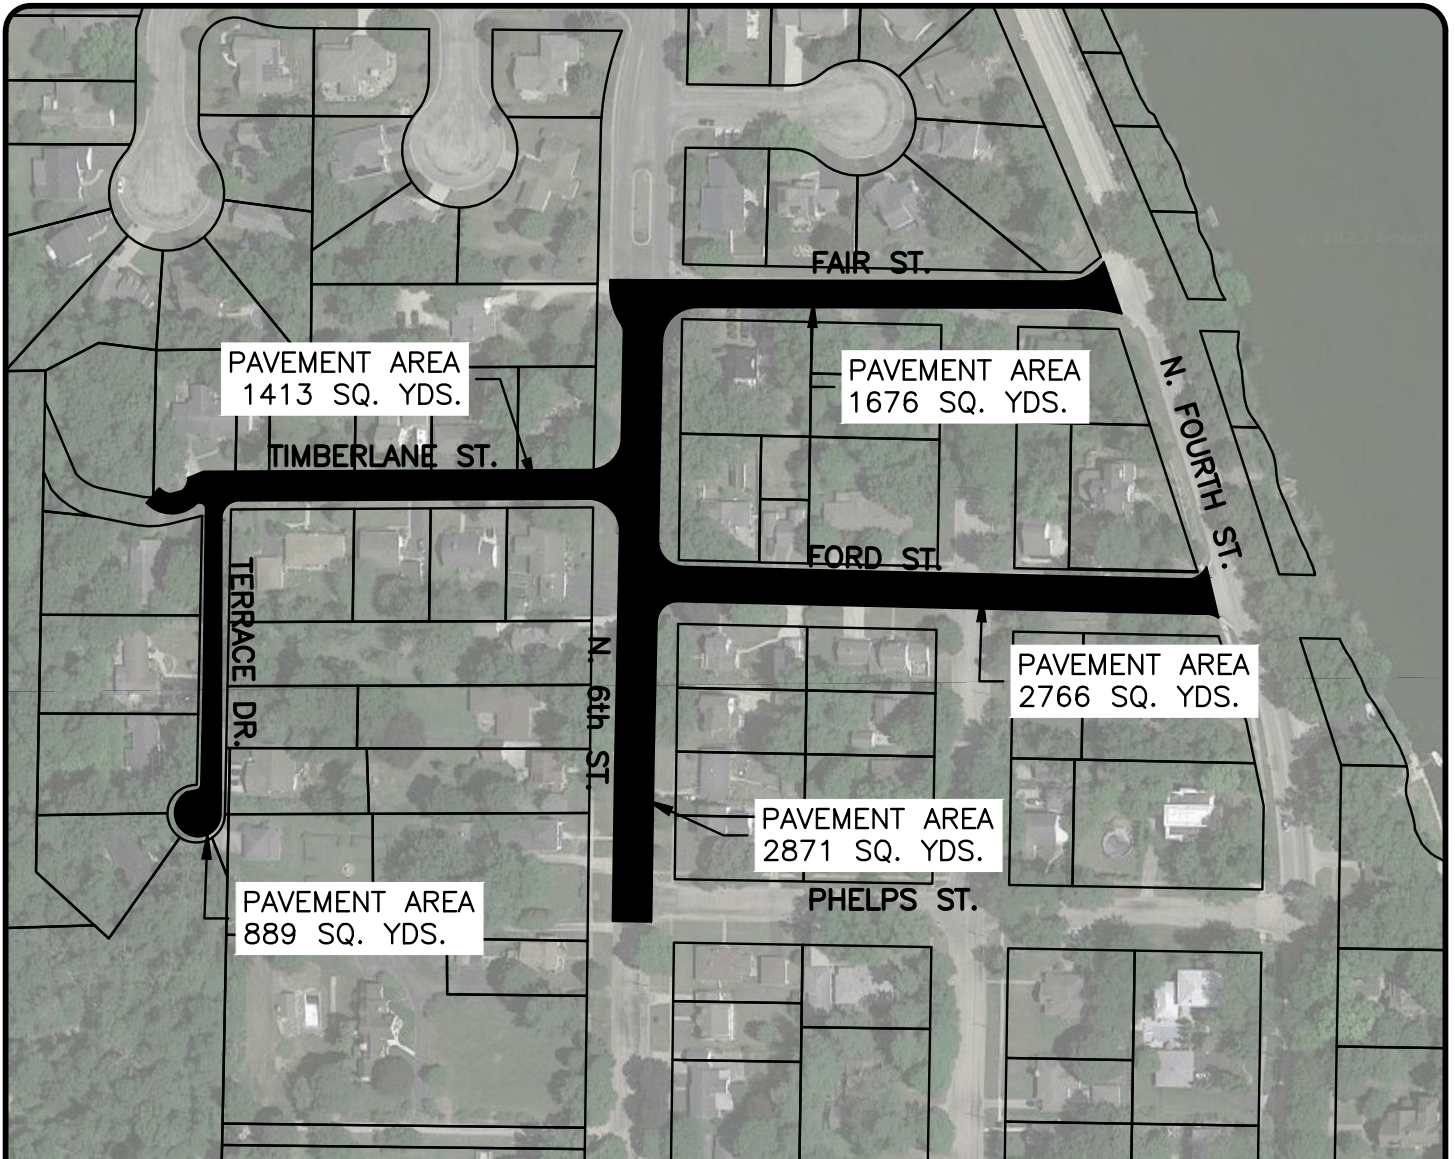 FAIR ST.
PAVEMENT AREA
1413 SQ. YDS.
PAVEMENT AREA
1676 SQ. YDS.
N. FOURTH ST.
TIMBERLANE ST.
FORD ST.
TERRACE DR.
N. 6th ST.
PAVEMENT AREA
2766 SQ. YDS.
PAVEMENT AREA
2871 SQ. YDS.
PHELPS ST.
PAVEMENT AREA
889 SQ. YDS.